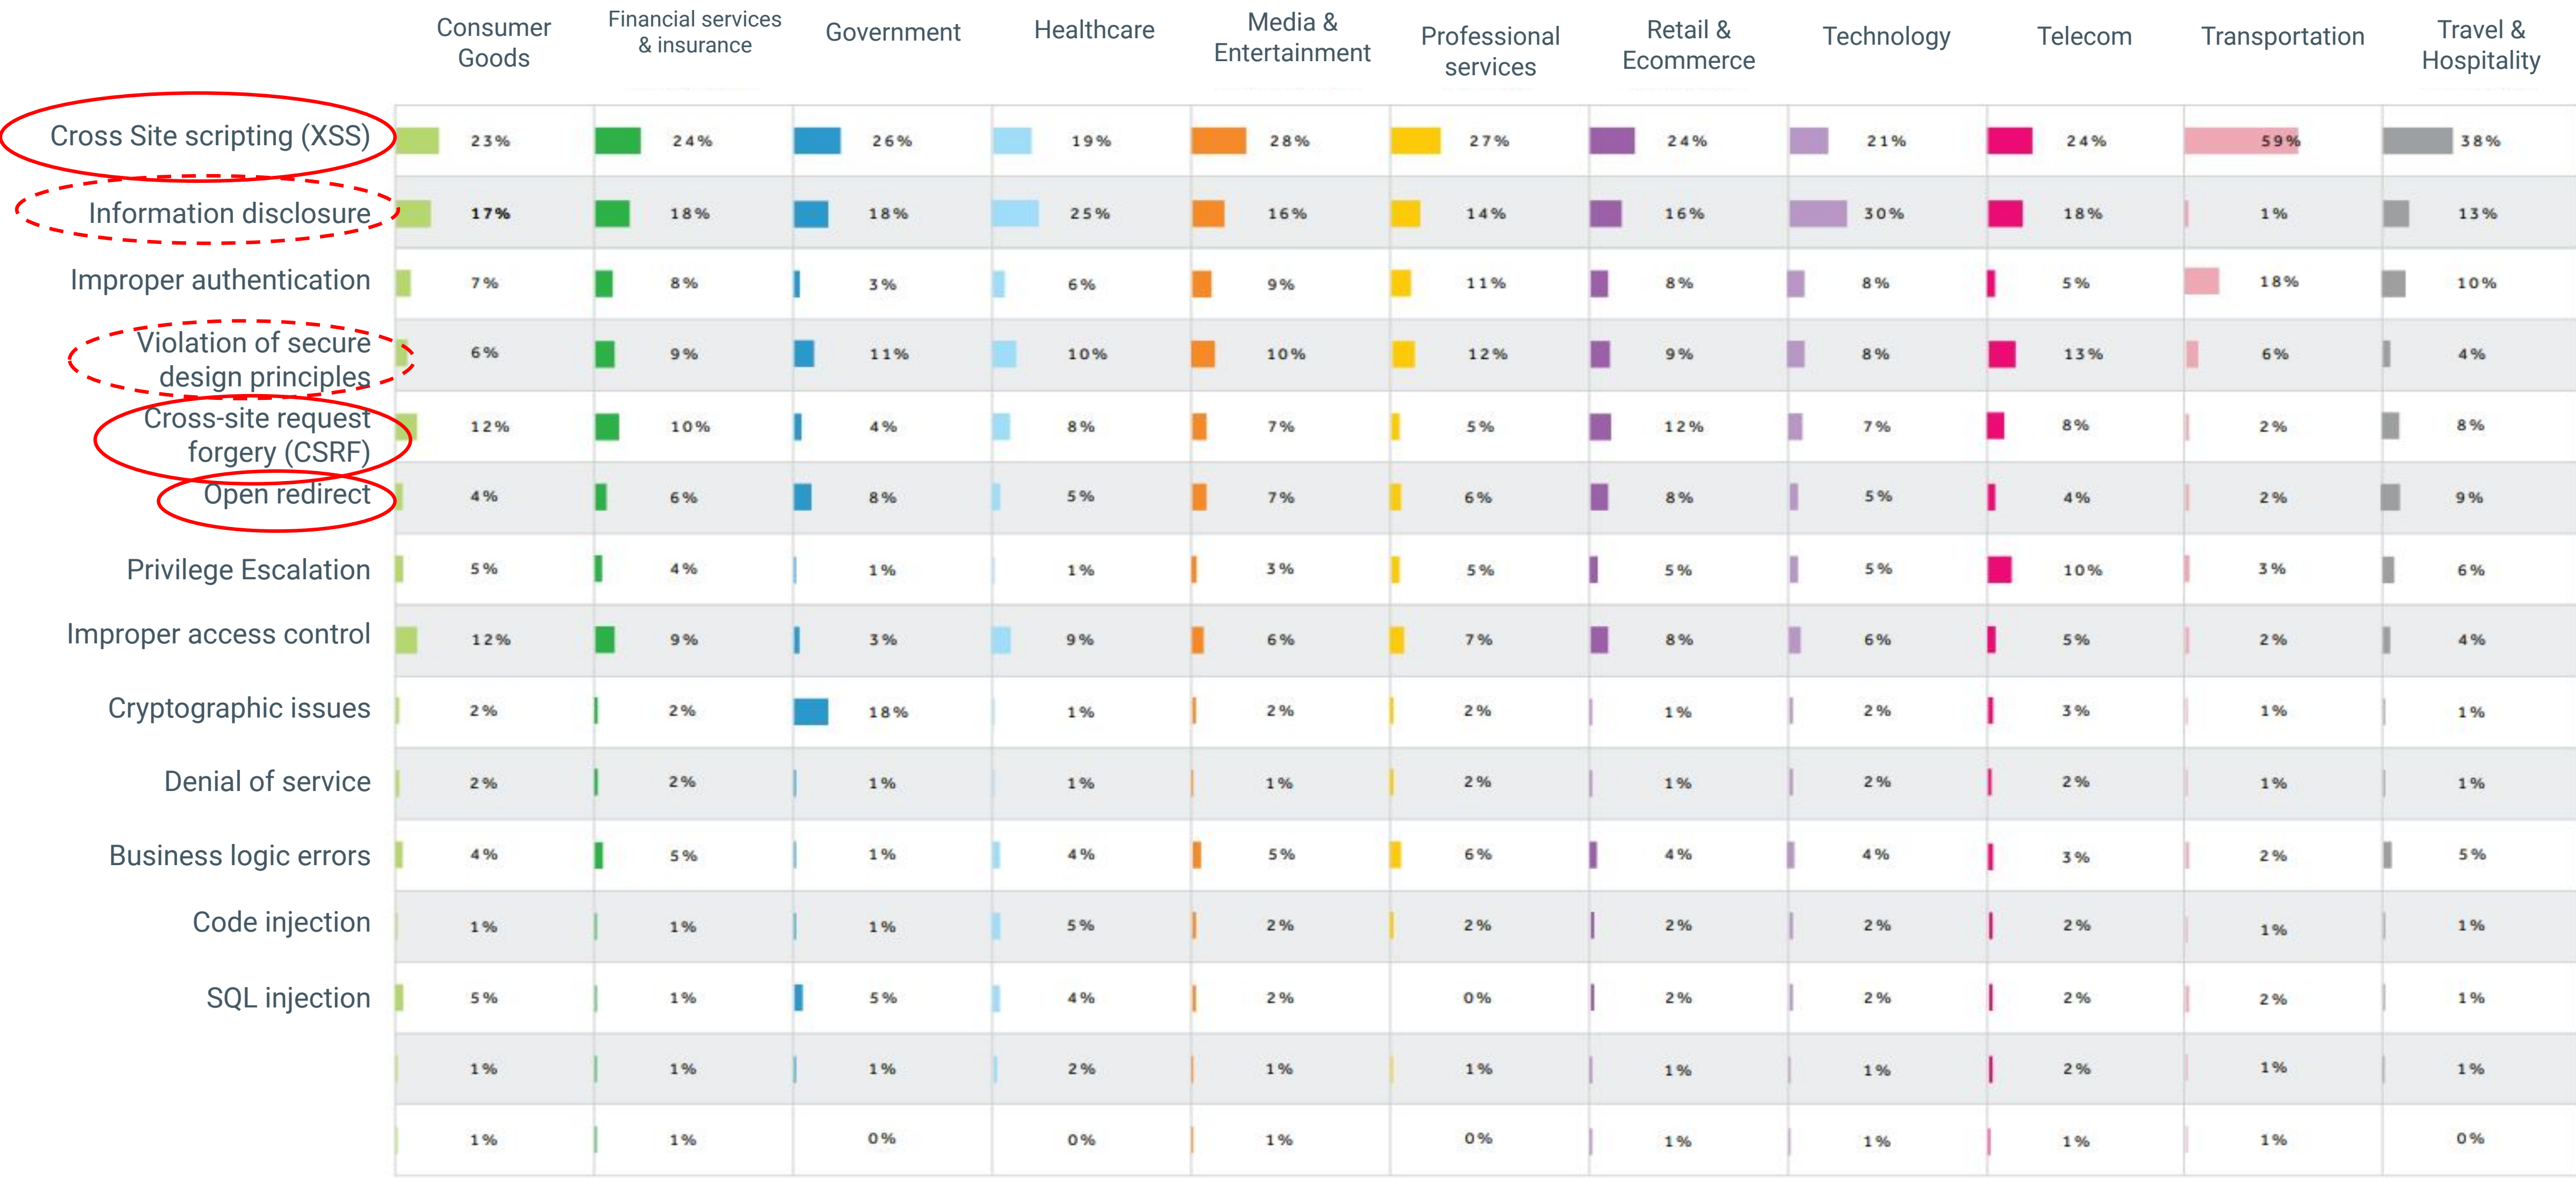 Consumer
Goods
Financial services
& insurance
Government
Healthcare
Media &
Entertainment
Professional
services
Retail &
Ecommerce
Technology
Telecom
Transportation
Travel &
Hospitality
Cross Site scripting (XSS) 23% 24% 26% 19% 28% 27% 24% 21% 24% 59% 38%
Information disclosure 17% 18% 18% 25% 16% 14% 16% 30% 18% 1% 13%
Improper authentication 7% 8% 3% 6% 9% 11% 8% 8% 5% 18% 10%
Violation of secure
design principles 6% 9% 11% 10% 10% 12% 9% 8% 13% 6% 4%
Cross-site request
forgery (CSRF) 12% 10% 4% 8% 7% 5% 12% 7% 8% 2% 8%
Open redirect 4% 6% 8% 5% 7% 6% 8% 5% 4% 2% 9%
Privilege Escalation 5% 4% 1% 1% 3% 5% 5% 5% 10% 3% 6%
Improper access control 12% 9% 3% 9% 6% 7% 8% 6% 5% 2% 4%
Cryptographic issues 2% 2% 18% 1% 2% 2% 1% 2% 3% 1% 1%
Denial of service 2% 2% 1% 1% 1% 2% 1% 2% 2% 1% 1%
Business logic errors 4% 5% 1% 4% 5% 6% 4% 4% 3% 2% 5%
Code injection 1% 1% 1% 5% 2% 2% 2% 2% 2% 1% 1%
SQL injection 5% 1% 5% 4% 2% 0% 2% 2% 2% 2% 1%
1% 1% 1% 2% 1% 1% 1% 1% 2% 1% 1%
1% 1% 0% 0% 1% 0% 1% 1% 1% 1% 0%